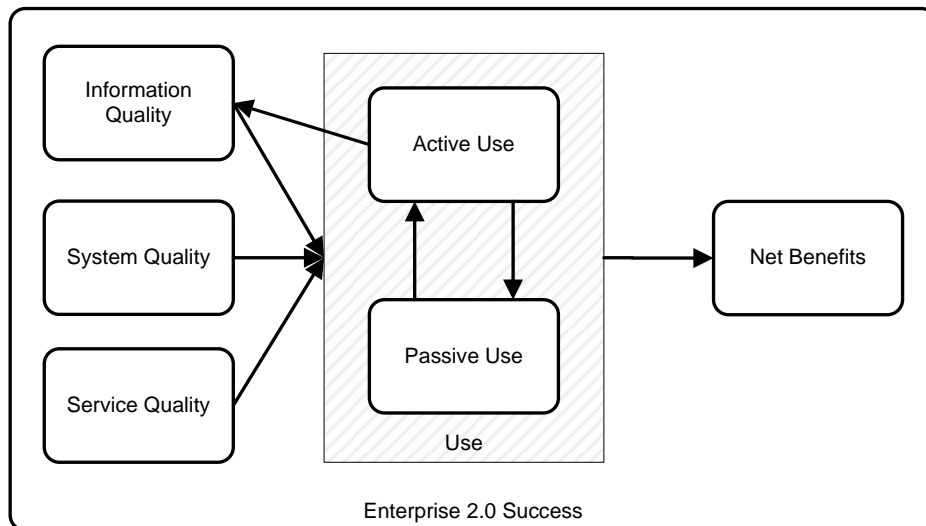 Information
Quality
System Quality
Service Quality
Active Use
Passive Use
Use
Net Benefits
Enterprise 2.0 Success